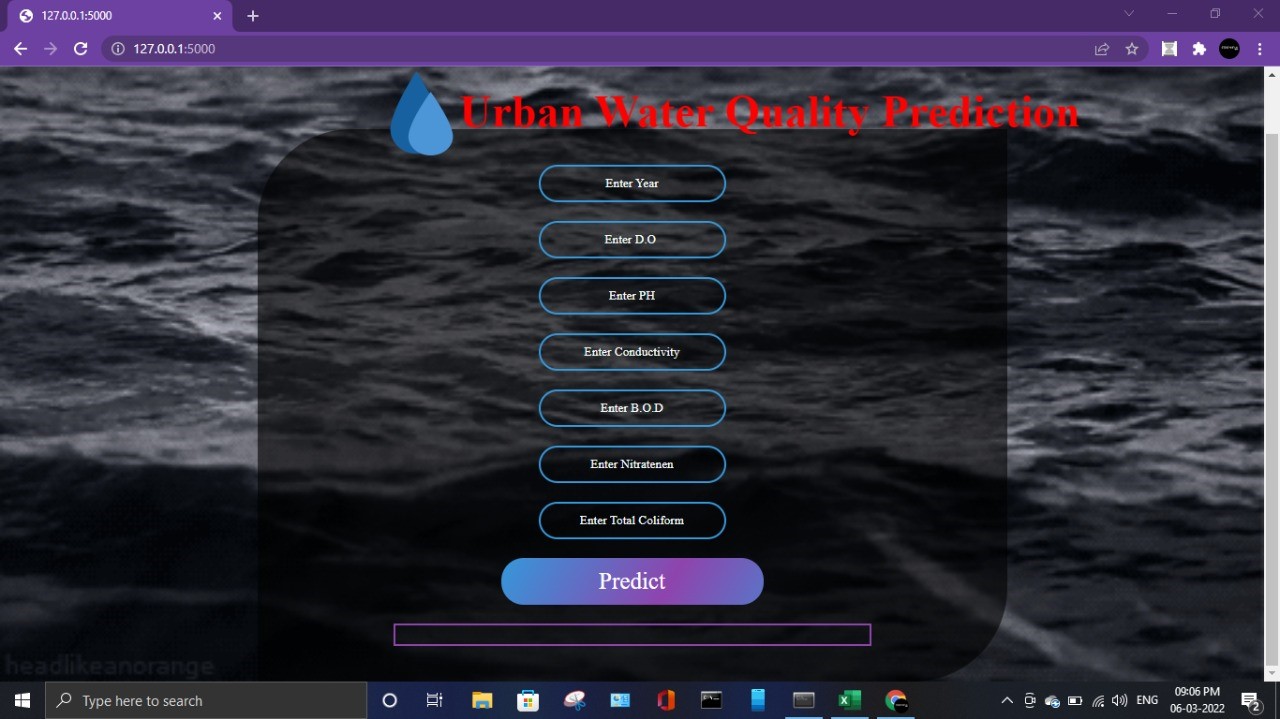 127.0.0.1:5000
127.0.0.1:5000
Urban Water Quality Prediction
Enter Year
Enter D.O
Enter PH
Enter Conductivity
Enter B.O.D
Enter Nitratenen
Enter Total Coliform
Predict
headlikeanorange
Type here to search
ENG
09:06 PM
06-03-2022
2